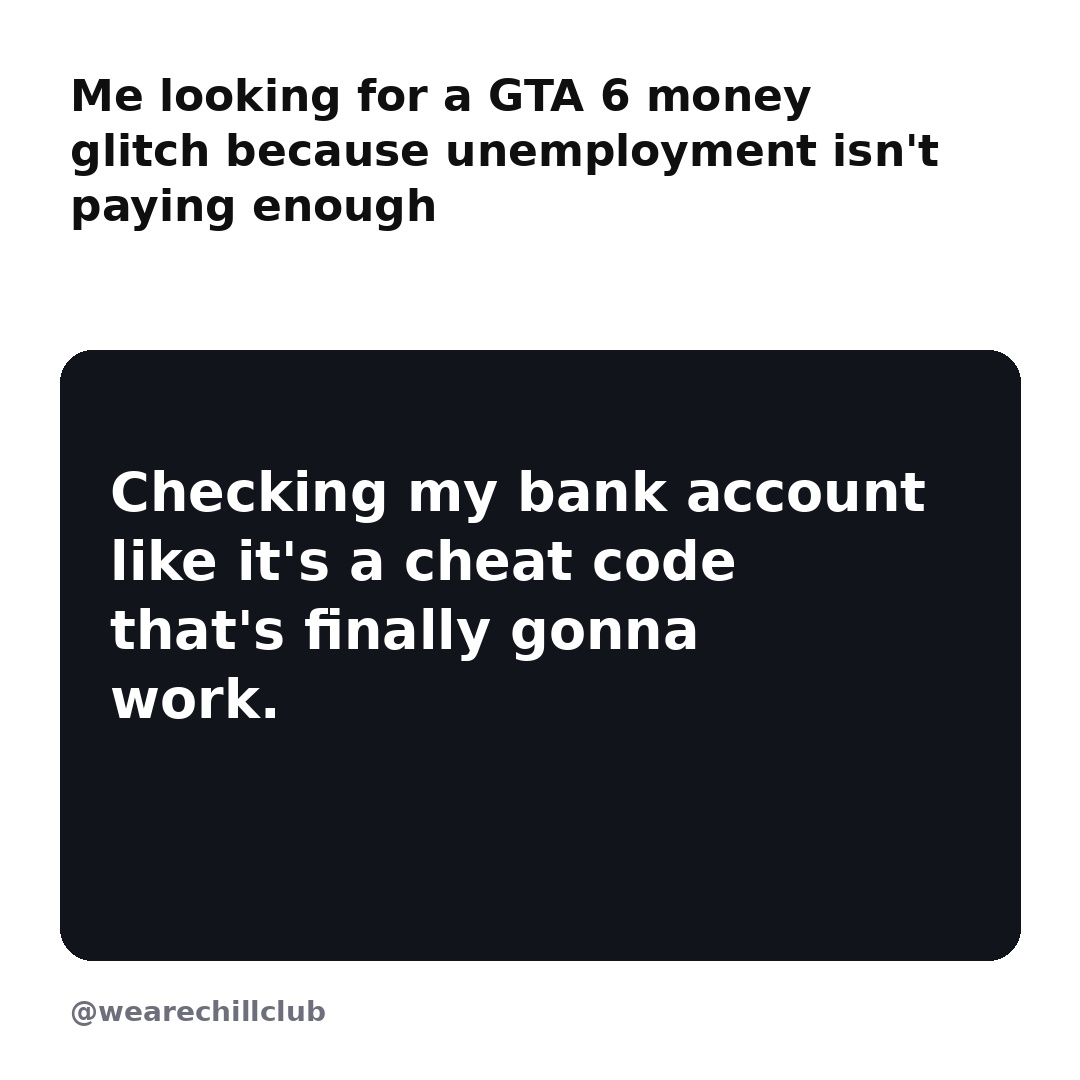 Me looking for a GTA 6 money
glitch because unemployment isn't
paying enough
Checking my bank account
like it's a cheat code
that's finally gonna
work.
@wearechillclub